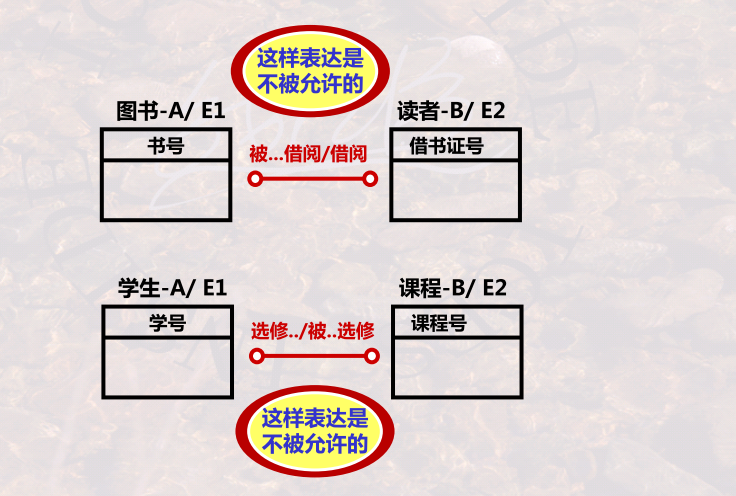 这样表达是
不被允许的
图书-A/ E1
读者-B/ E2
书号
被...借阅/借阅
借书证号
学生-A/ E1
课程-B/ E2
学号
选修../被..选修
课程号
这样表达是
不被允许的